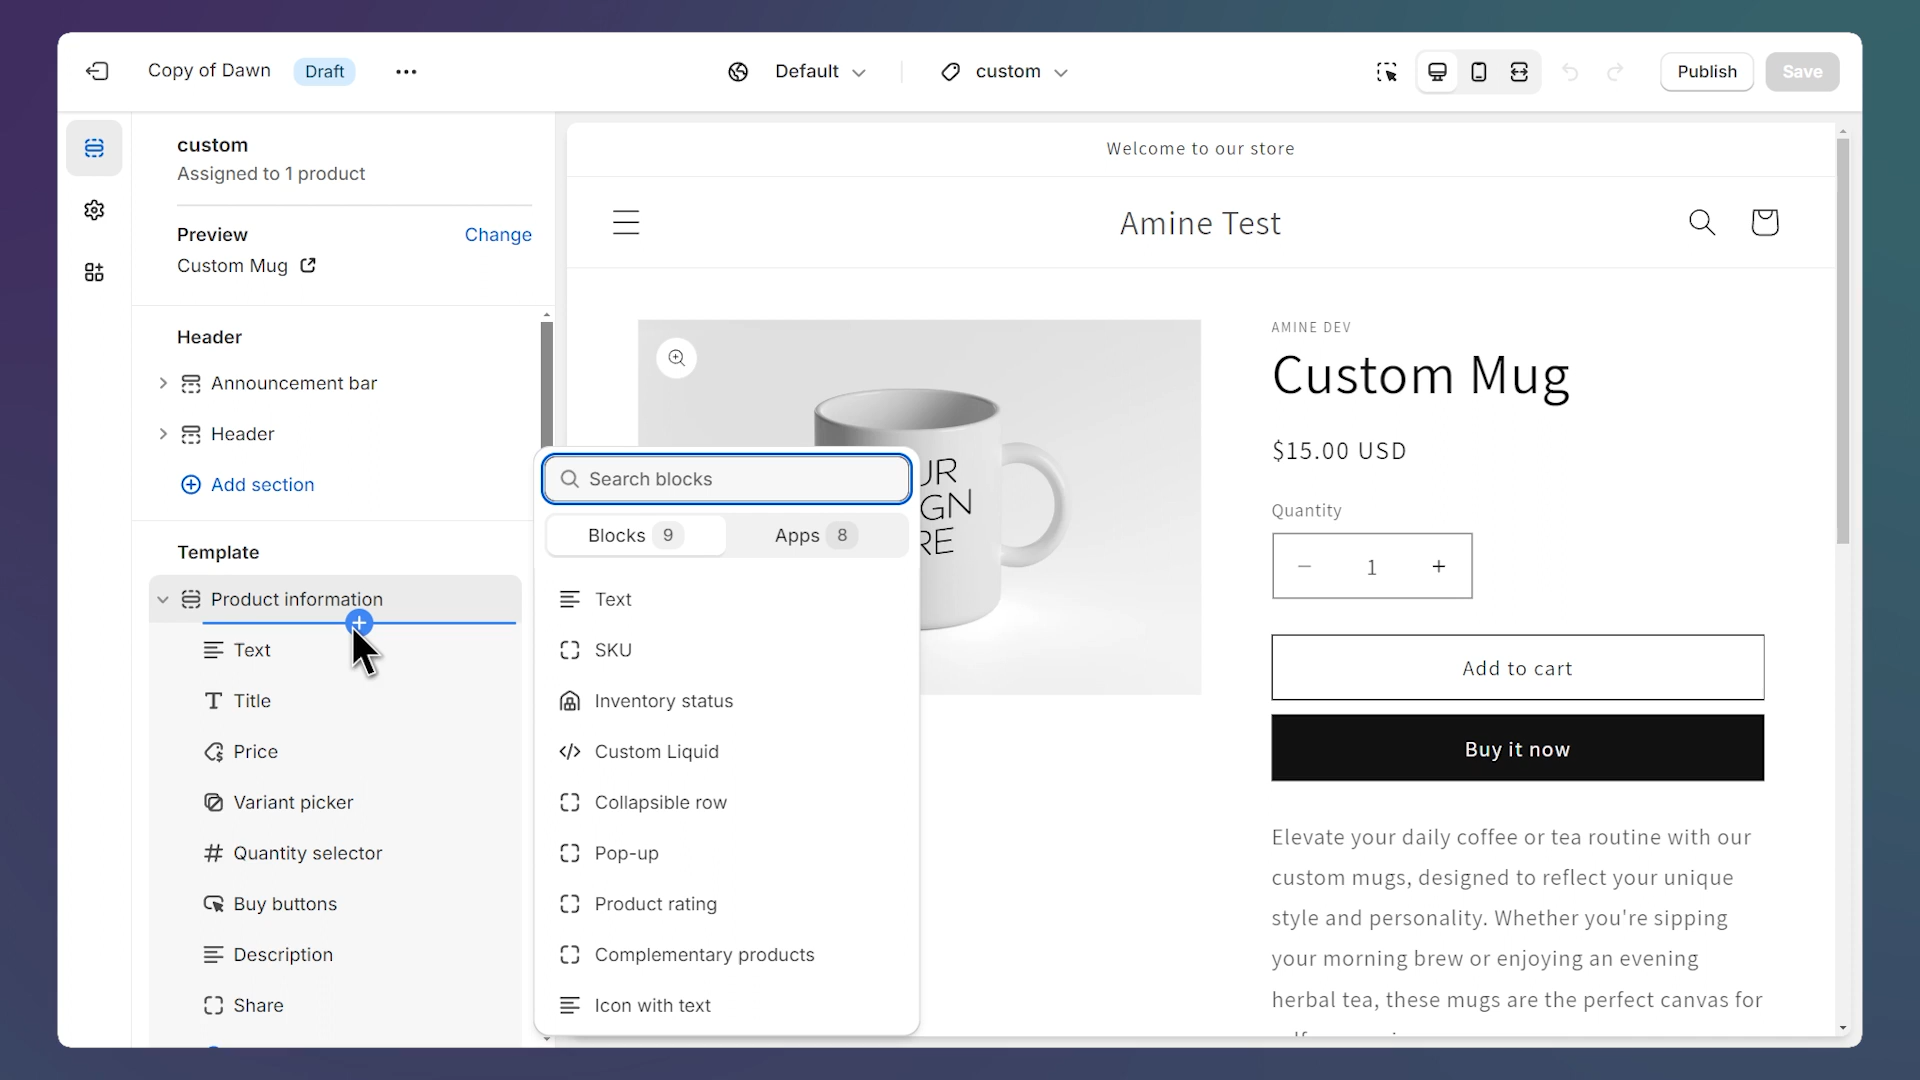 Copy of Dawn
Draft
Default
custom
Publish
Save
custom
Assigned to 1 product
Preview
Change
Custom Mug
Header
Announcement bar
Header
Add section
Template
Product information
Text
Title
Price
Variant picker
Quantity selector
Buy buttons
Description
Share
Search blocks
Blocks 9
Apps 8
Text
SKU
Inventory status
Custom Liquid
Collapsible row
Pop-up
Product rating
Complementary products
Icon with text
Welcome to our store
Amine Test
AMINE DEV
Custom Mug
$15.00 USD
Quantity
− 1 +
Add to cart
Buy it now
Elevate your daily coffee or tea routine with our
custom mugs, designed to reflect your unique
style and personality. Whether you're sipping
your morning brew or enjoying an evening
herbal tea, these mugs are the perfect canvas for